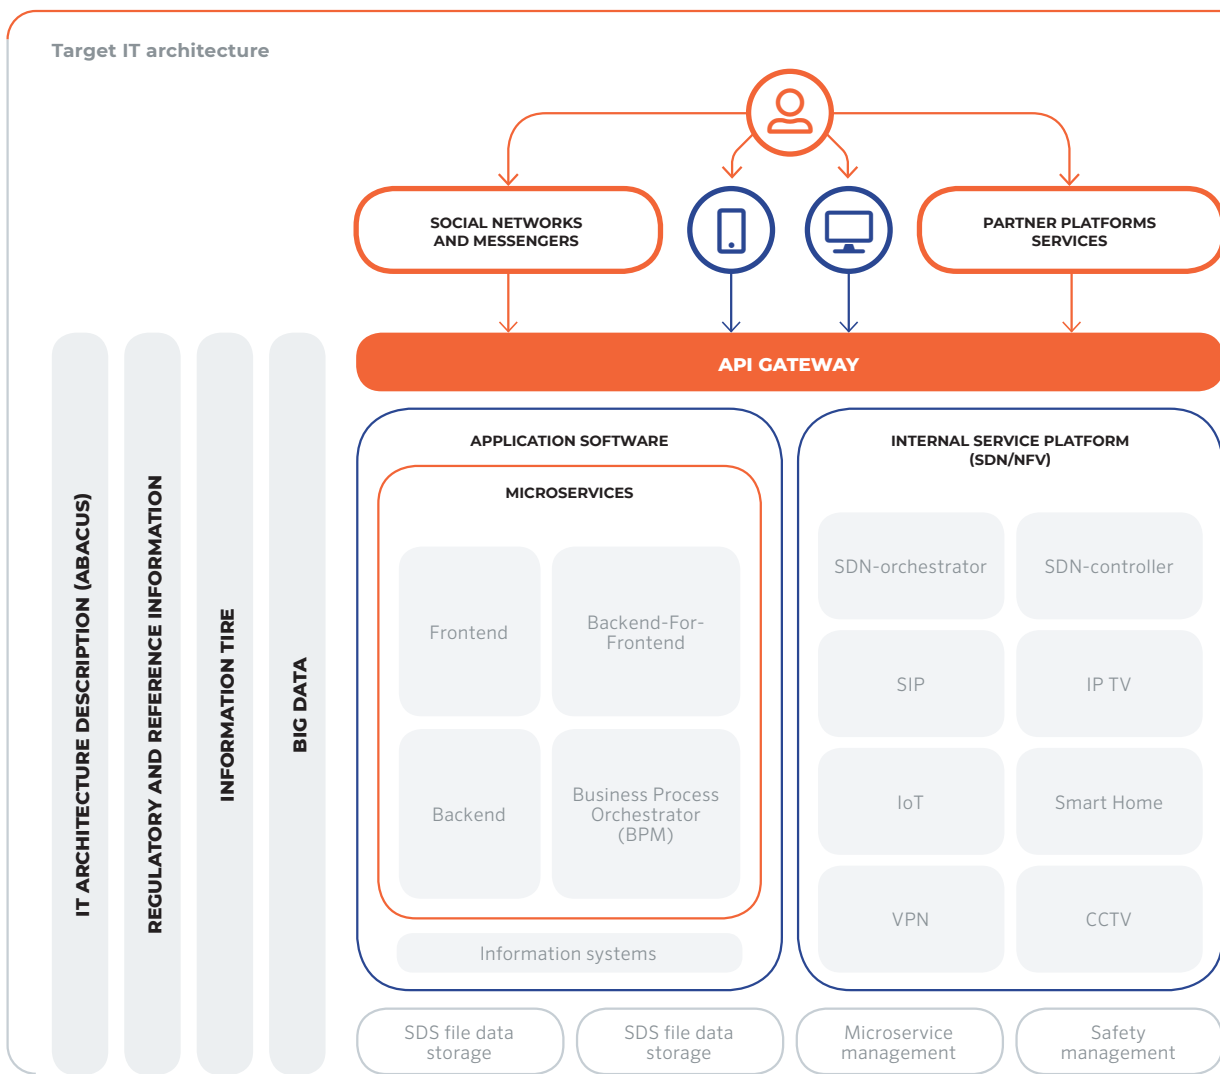 Target IT architecture
SOCIAL NETWORKS
AND MESSENGERS
PARTNER PLATFORMS
SERVICES
API GATEWAY
IT ARCHITECTURE DESCRIPTION (ABACUS)
REGULATORY AND REFERENCE INFORMATION
INFORMATION TIRE
BIG DATA
APPLICATION SOFTWARE
MICROSERVICES
Frontend
Backend-For-
Frontend
Backend
Business Process
Orchestrator
(BPM)
Information systems
INTERNAL SERVICE PLATFORM
(SDN/NFV)
SDN-orchestrator
SDN-controller
SIP
IP TV
IoT
Smart Home
VPN
CCTV
SDS file data
storage
SDS file data
storage
Microservice
management
Safety
management